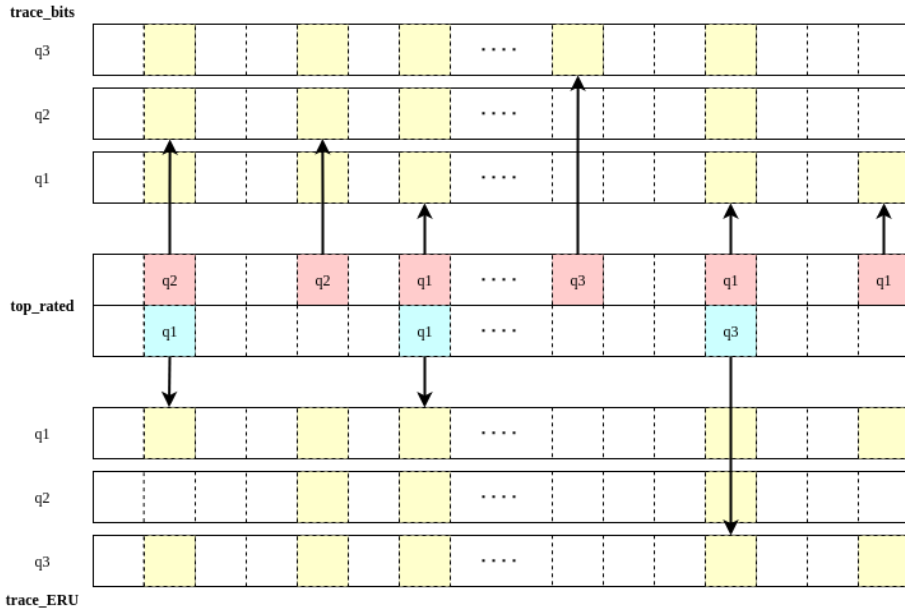 trace_bits
q3
....
q2
....
q1
....
q2 q2 q1 .... q3 q1 q1
top_rated
q1 q1 .... q3
q1
....
q2
....
q3
....
trace_ERU